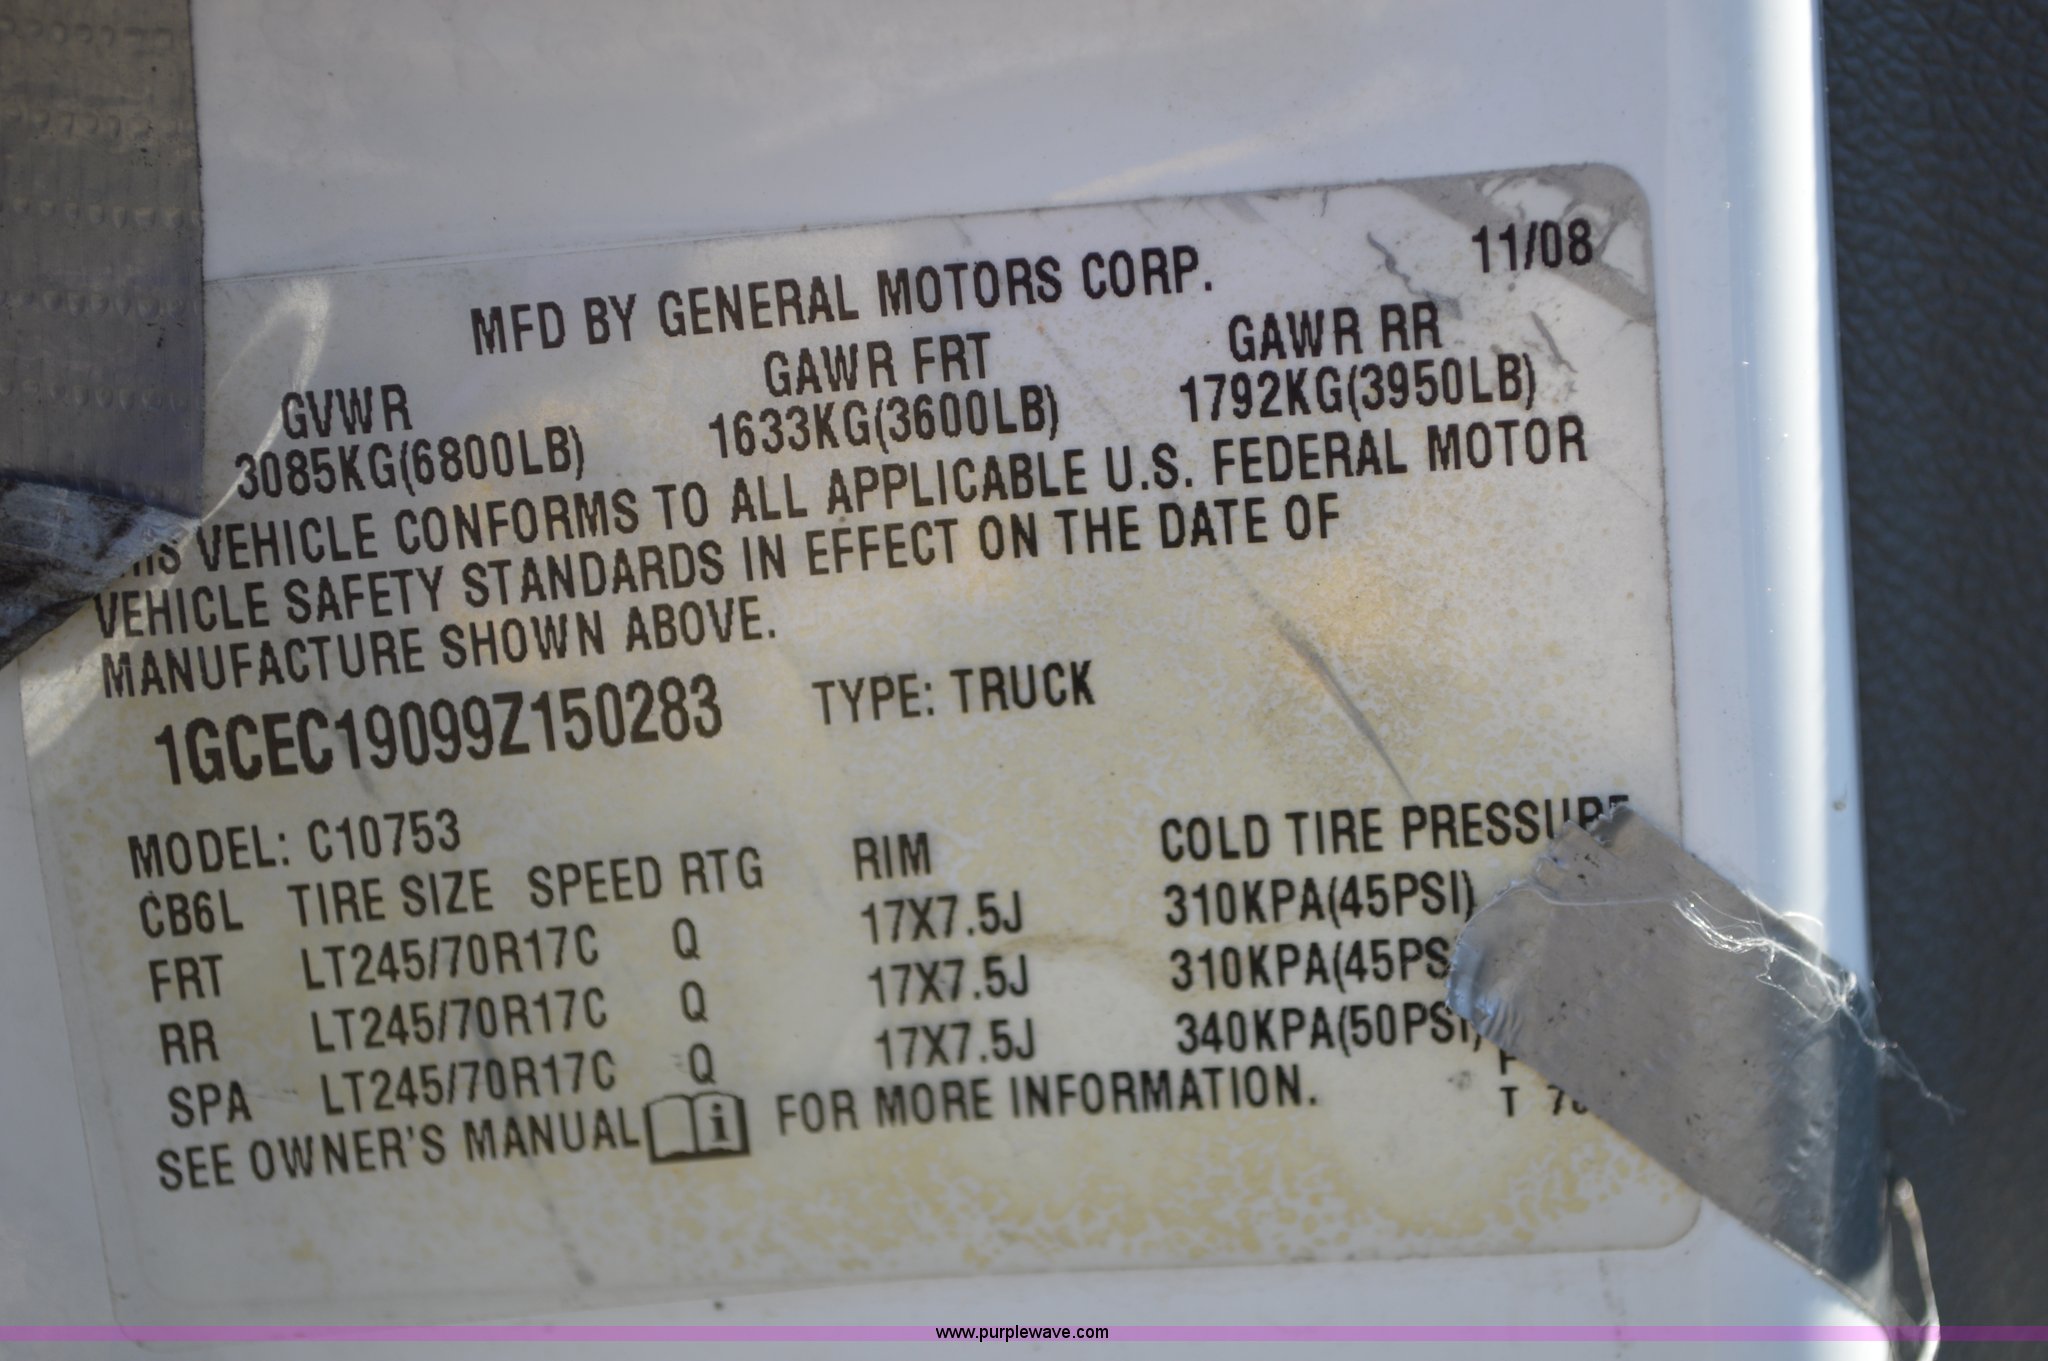 MFD BY GENERAL MOTORS CORP. 11/08
GVWR GAWR FRT GAWR RR
3085KG(6800LB) 1633KG(3600LB) 1792KG(3950LB)
VEHICLE CONFORMS TO ALL APPLICABLE U.S. FEDERAL MOTOR
VEHICLE SAFETY STANDARDS IN EFFECT ON THE DATE OF
MANUFACTURE SHOWN ABOVE.
1GCEC19099Z150283 TYPE: TRUCK
MODEL: C10753
CB6L TIRE SIZE SPEED RTG RIM COLD TIRE PRESSURE
FRT LT245/70R17C Q 17X7.5J 310KPA(45PSI)
RR LT245/70R17C Q 17X7.5J 310KPA(45PS
SPA LT245/70R17C Q 17X7.5J 340KPA(50PSI)
SEE OWNER'S MANUAL i FOR MORE INFORMATION. T
www.purplewave.com